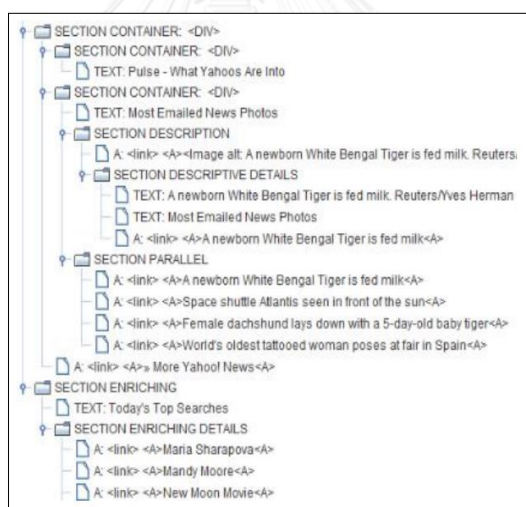 SECTION CONTAINER: <DIV>
SECTION CONTAINER: <DIV>
TEXT: Pulse - What Yahoos Are Into
SECTION CONTAINER: <DIV>
TEXT: Most Emailed News Photos
SECTION DESCRIPTION
A: <link> <A><Image alt: A newborn White Bengal Tiger is fed milk. Reuters/
SECTION DESCRIPTIVE DETAILS
TEXT: A newborn White Bengal Tiger is fed milk. Reuters/Yves Herman
TEXT: Most Emailed News Photos
A: <link> <A>A newborn White Bengal Tiger is fed milk<A>
SECTION PARALLEL
A: <link> <A>A newborn White Bengal Tiger is fed milk<A>
A: <link> <A>Space shuttle Atlantis seen in front of the sun<A>
A: <link> <A>Female dachshund lays down with a 5-day-old baby tiger<A>
A: <link> <A>World's oldest tattooed woman poses at fair in Spain<A>
A: <link> <A>» More Yahoo! News<A>
SECTION ENRICHING
TEXT: Today's Top Searches
SECTION ENRICHING DETAILS
A: <link> <A>Maria Sharapova<A>
A: <link> <A>Mandy Moore<A>
A: <link> <A>New Moon Movie<A>